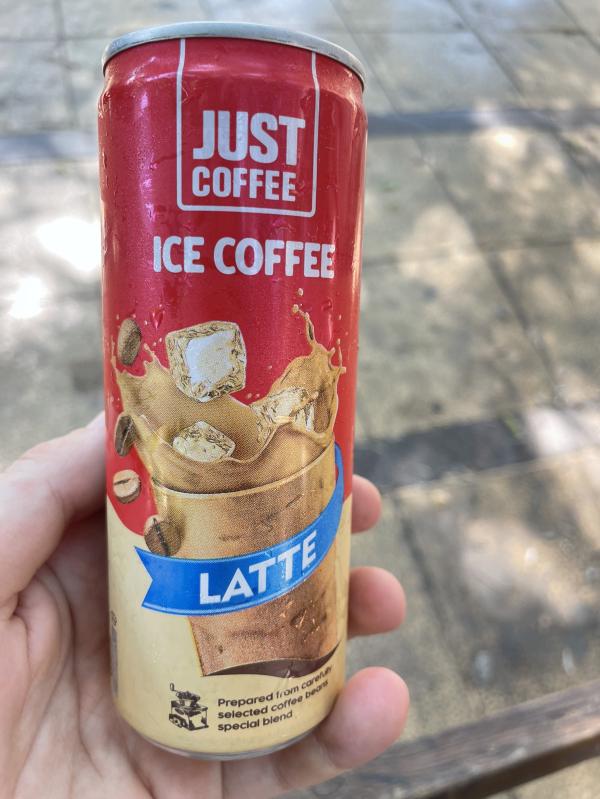 JUST
COFFEE
ICE COFFEE
LATTE
Prepared from carefully
selected coffee beans
special blend